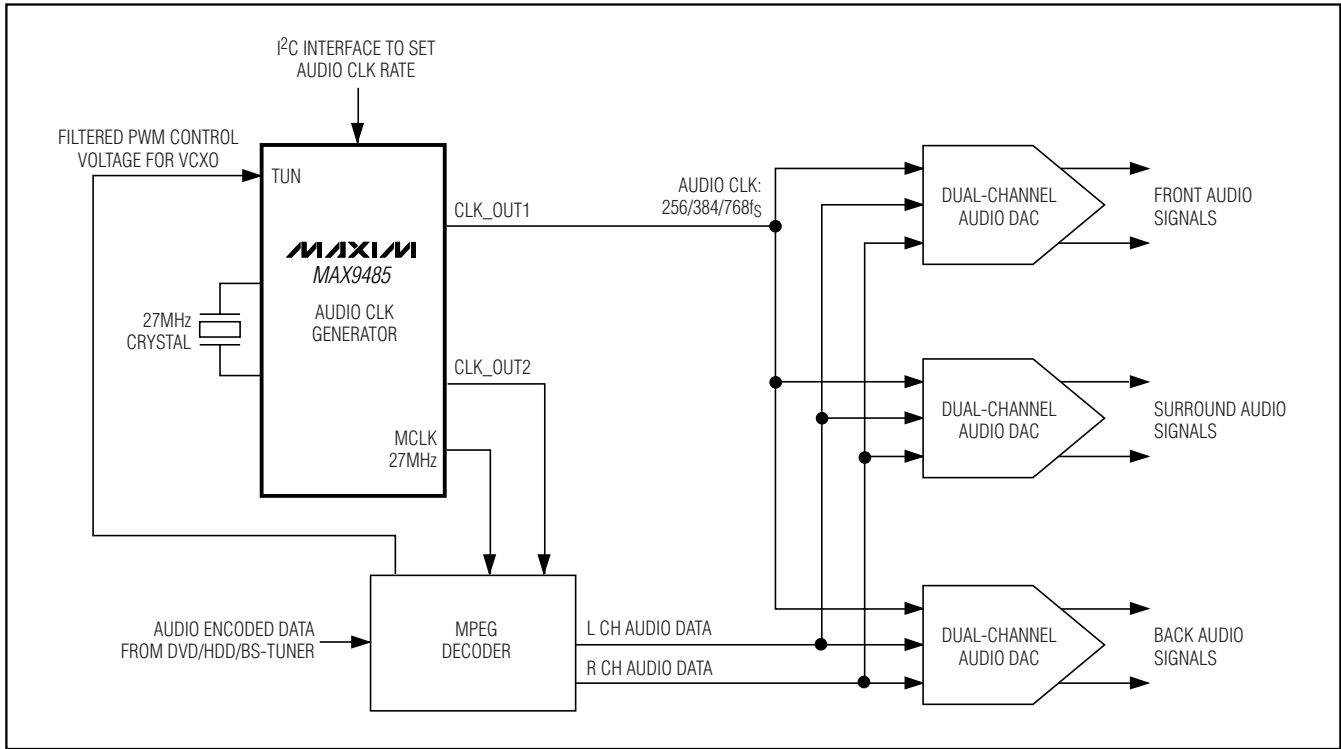 I²C INTERFACE TO SET
AUDIO CLK RATE
FILTERED PWM CONTROL
VOLTAGE FOR VCXO
TUN
MAXIM
MAX9485
AUDIO CLK
GENERATOR
27MHz
CRYSTAL
CLK_OUT1
CLK_OUT2
MCLK
27MHz
AUDIO CLK:
256/384/768fS
DUAL-CHANNEL
AUDIO DAC
FRONT AUDIO
SIGNALS
DUAL-CHANNEL
AUDIO DAC
SURROUND AUDIO
SIGNALS
AUDIO ENCODED DATA
FROM DVD/HDD/BS-TUNER
MPEG
DECODER
L CH AUDIO DATA
R CH AUDIO DATA
DUAL-CHANNEL
AUDIO DAC
BACK AUDIO
SIGNALS